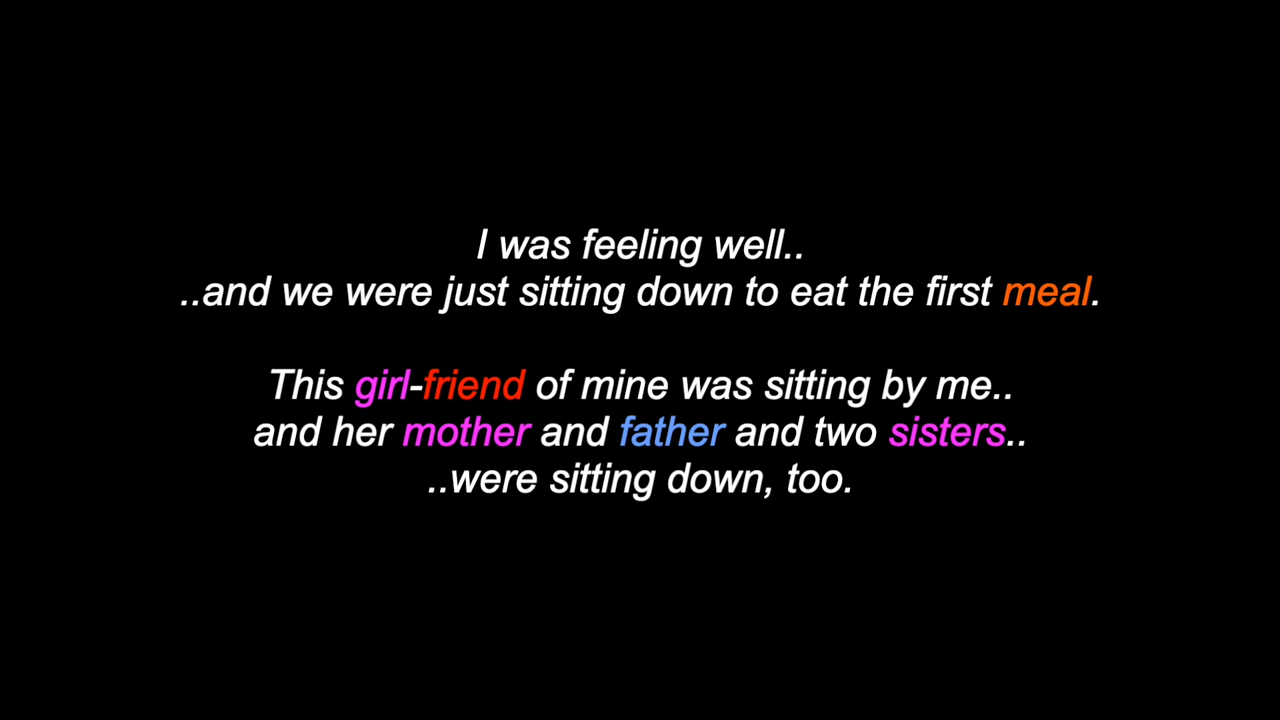 I was feeling well..
..and we were just sitting down to eat the first meal.
This girl-friend of mine was sitting by me..
and her mother and father and two sisters..
..were sitting down, too.